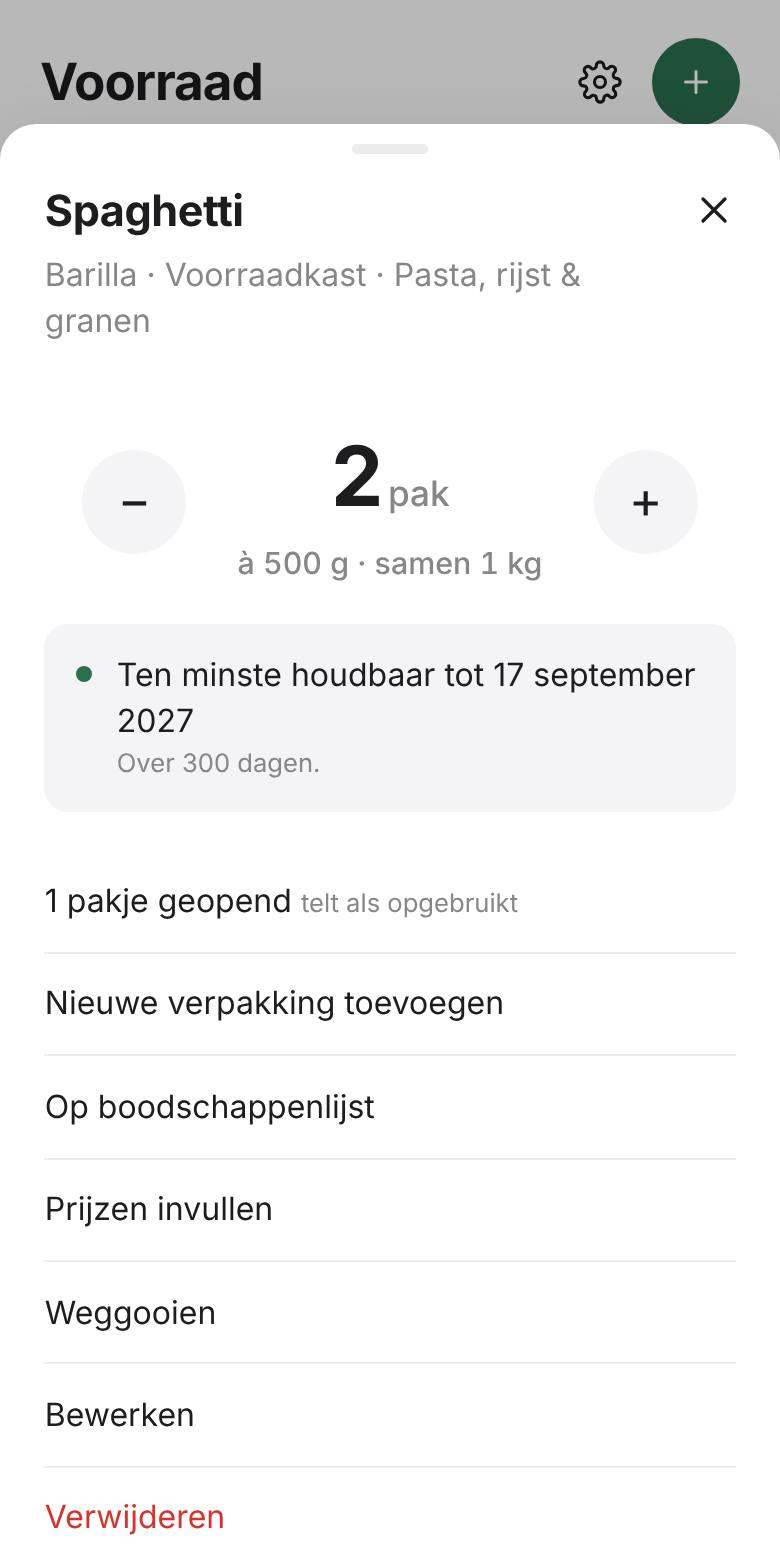 Voorraad
Spaghetti
Barilla · Voorraadkast · Pasta, rijst &
granen
2 pak
à 500 g · samen 1 kg
Ten minste houdbaar tot 17 september
2027
Over 300 dagen.
1 pakje geopend telt als opgebruikt
Nieuwe verpakking toevoegen
Op boodschappenlijst
Prijzen invullen
Weggooien
Bewerken
Verwijderen